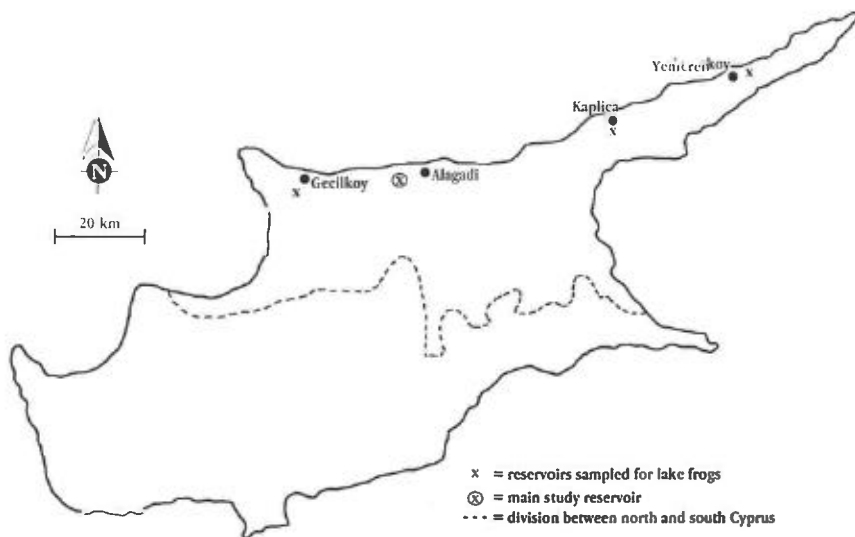 Kaplica
x
x
N
Gecilkoy
x
x
Alagadi
20 km
x = reservoirs sampled for lake frogs
x = main study reservoir
= division between north and south Cyprus